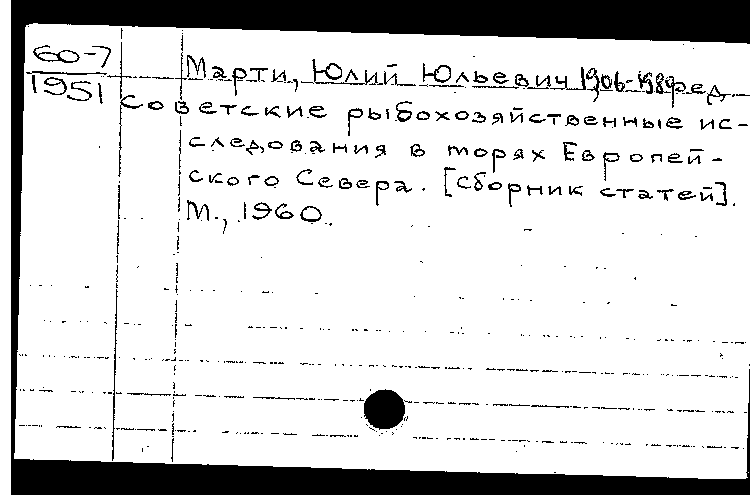 60-7
1951
Марти, Юлий Юльевич, 1906-1980 ред.
Советские рыбохозяйственные ис-
следования в морях Европей-
ского Севера. [Сборник статей].
М., 1960.